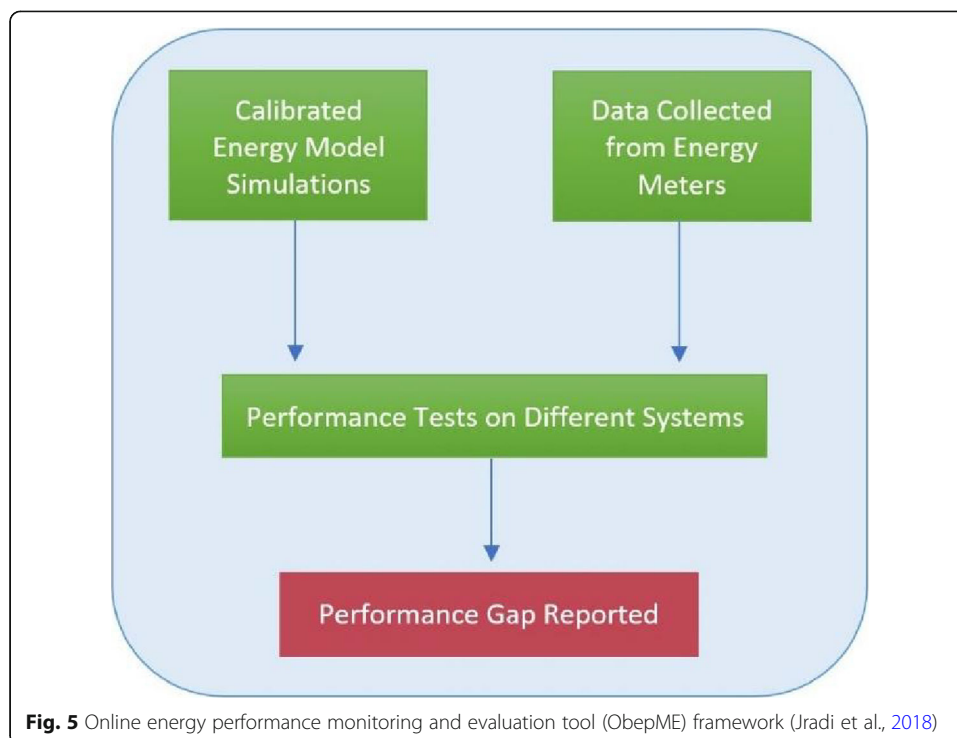 Calibrated
Energy Model
Simulations
Data Collected
from Energy
Meters
Performance Tests on Different Systems
Performance Gap Reported
Fig. 5 Online energy performance monitoring and evaluation tool (ObepME) framework (Jradi et al., 2018)